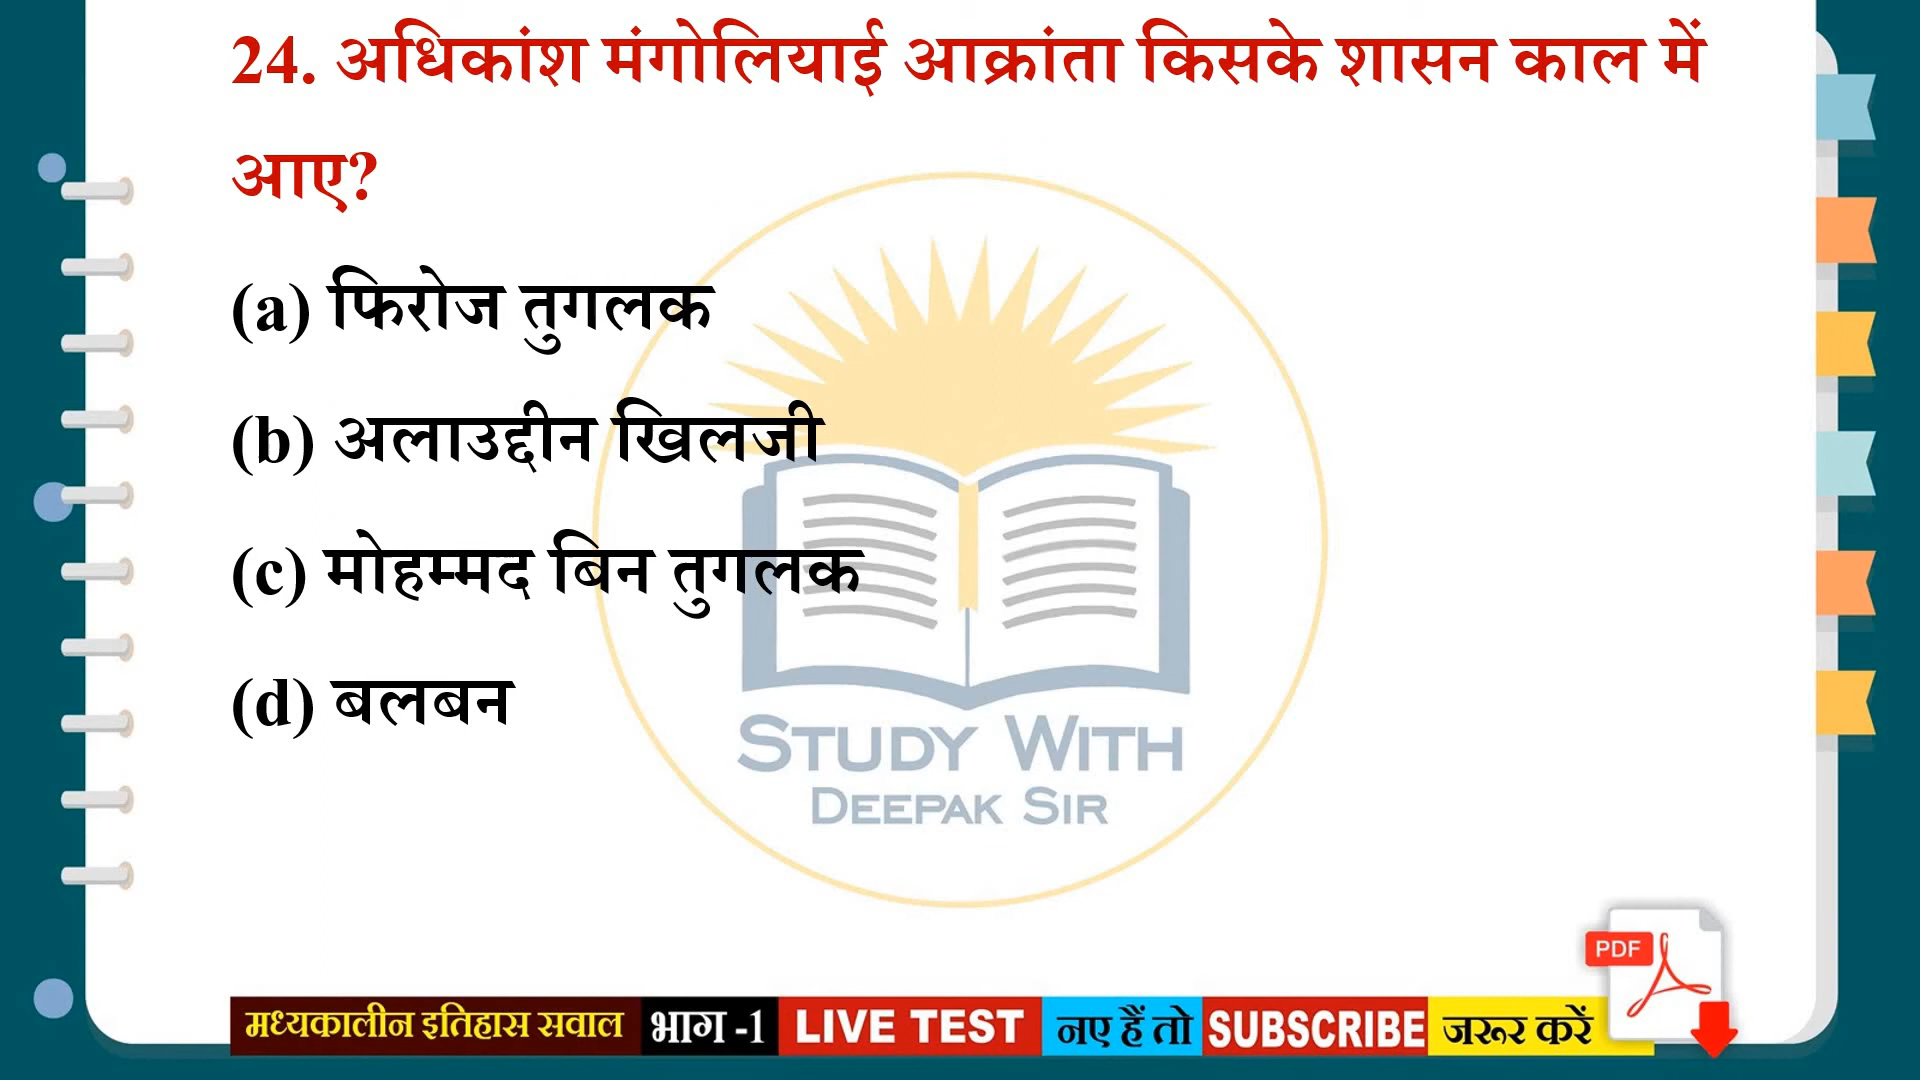 24. अधिकांश मंगोलियाई आक्रांता किसके शासन काल में
आए?
(a) फिरोज तुगलक
(b) अलाउद्दीन खिलजी
(c) मोहम्मद बिन तुगलक
(d) बलबन
STUDY WITH
DEEPAK SIR
PDF
मध्यकालीन इतिहास सवाल भाग -1 LIVE TEST नए हैं तो SUBSCRIBE जरूर करें